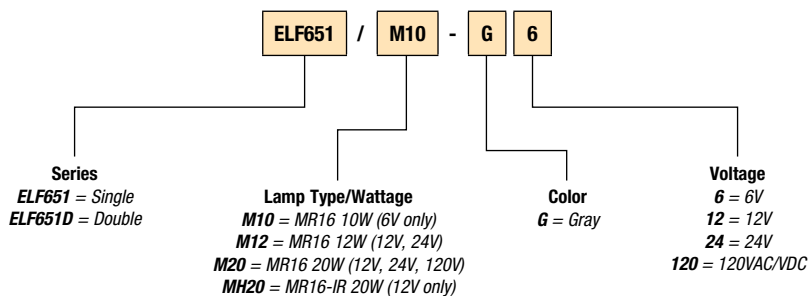 ELF651 / M10 - G 6
Series
ELF651 = Single
ELF651D = Double
Lamp Type/Wattage
M10 = MR16 10W (6V only)
M12 = MR16 12W (12V, 24V)
M20 = MR16 20W (12V, 24V, 120V)
MH20 = MR16-IR 20W (12V only)
Color
G = Gray
Voltage
6 = 6V
12 = 12V
24 = 24V
120 = 120VAC/VDC